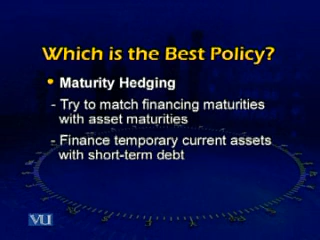 Which is the Best Policy?
• Maturity Hedging
- Try to match financing maturities
with asset maturities
- Finance temporary current assets
with short-term debt
VU